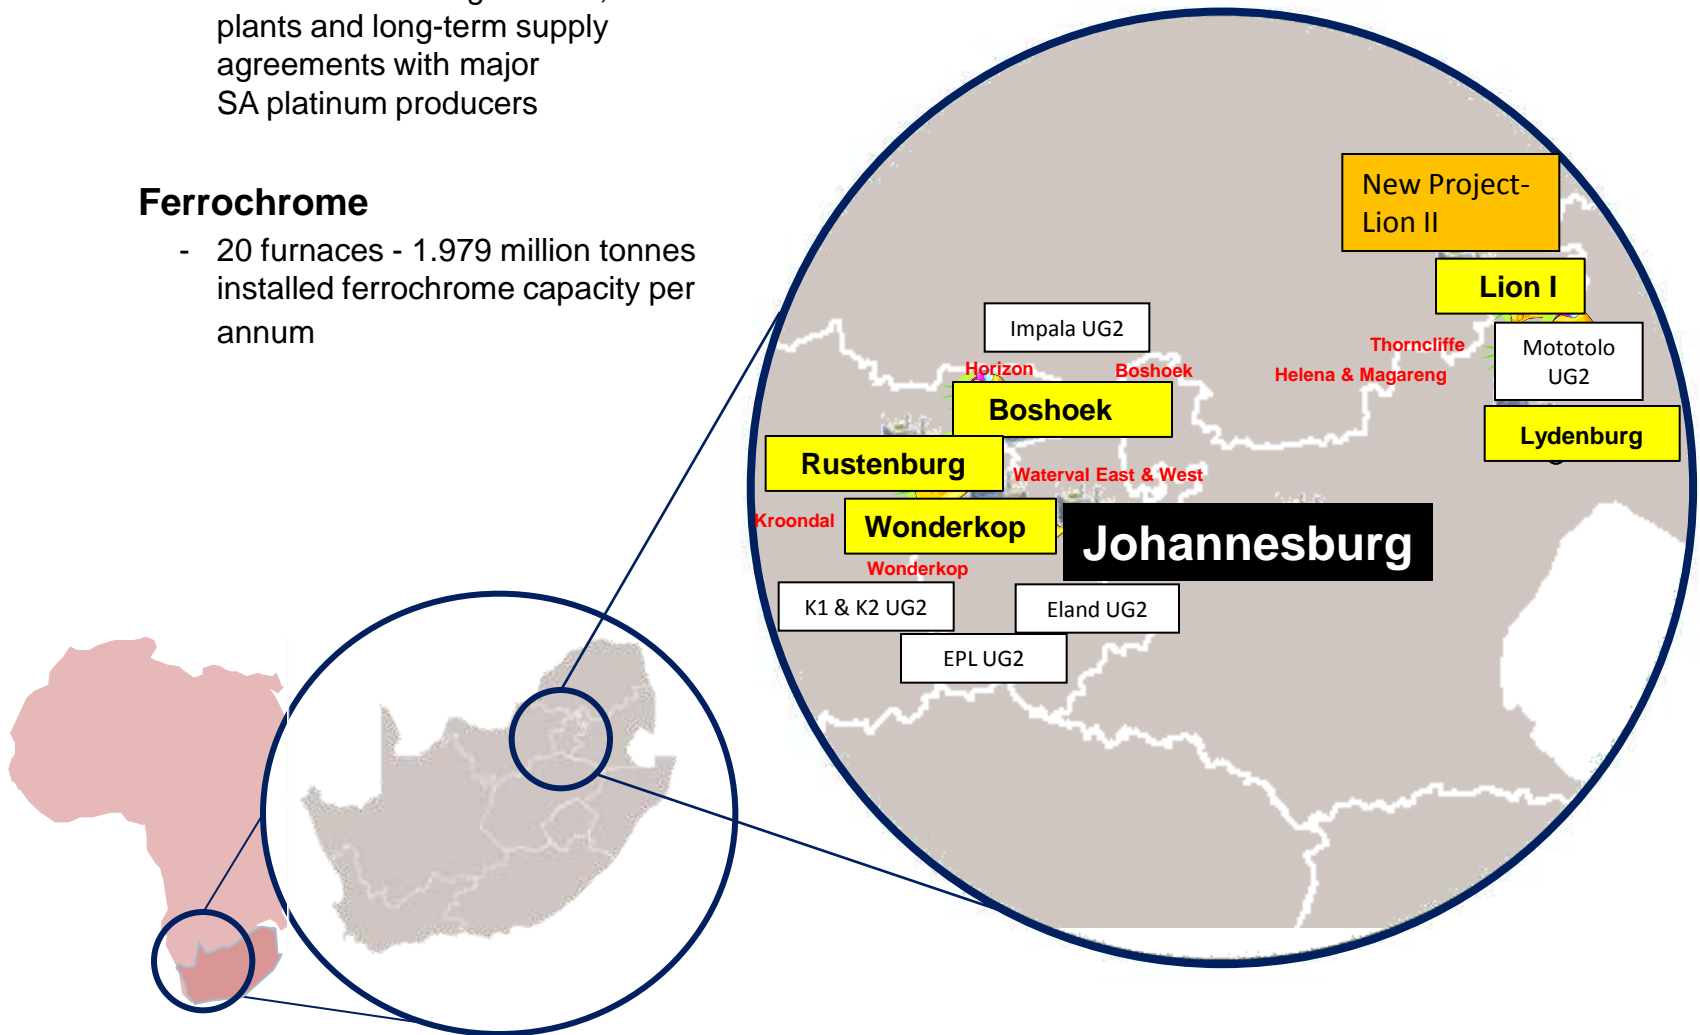 plants and long-term supply
agreements with major
SA platinum producers
Ferrochrome
- 20 furnaces - 1.979 million tonnes
installed ferrochrome capacity per
annum
New Project-
Lion II
Lion I
Impala UG2
Thorncliffe
Mototolo
UG2
Horizon
Boshoek
Helena & Magareng
Boshoek
Lydenburg
Rustenburg
Waterval East & West
Kroondal
Wonderkop
Johannesburg
Wonderkop
K1 & K2 UG2
Eland UG2
EPL UG2